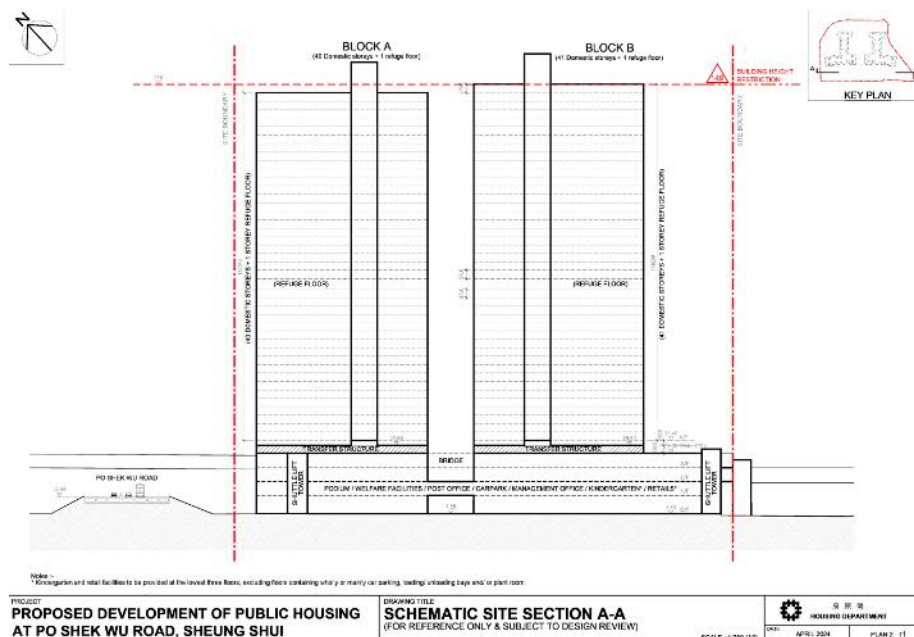 N
BLOCK A
(40 Domestic storeys + 1 refuge floor)
BLOCK B
(41 Domestic storeys + 1 refuge floor)
BUILDING HEIGHT
RESTRICTION
KEY PLAN
SITE BOUNDARY
SITE BOUNDARY
(40 DOMESTIC STOREYS + 1 STOREY REFUGE FLOOR)
(41 DOMESTIC STOREYS + 1 STOREY REFUGE FLOOR)
(REFUGE FLOOR)
(REFUGE FLOOR)
TRANSFER STRUCTURE
TRANSFER STRUCTURE
BRIDGE
PO SHEK WU ROAD
SHUTTLE LIFT
TOWER
PODIUM / WELFARE FACILITIES / POST OFFICE / CARPARK / MANAGEMENT OFFICE / KINDERGARTEN* / RETAILS*
SHUTTLE LIFT
TOWER
Notes :-
* Kindergarten and retail facilities to be provided at the lowest three floors, excluding floors containing wholly or mainly car parking, loading/ unloading bays and/ or plant room.
PROJECT
PROPOSED DEVELOPMENT OF PUBLIC HOUSING
AT PO SHEK WU ROAD, SHEUNG SHUI
DRAWING TITLE
SCHEMATIC SITE SECTION A-A
(FOR REFERENCE ONLY & SUBJECT TO DESIGN REVIEW)
房屋署
HOUSING DEPARTMENT
DATE
APRIL 2024
PLAN 2